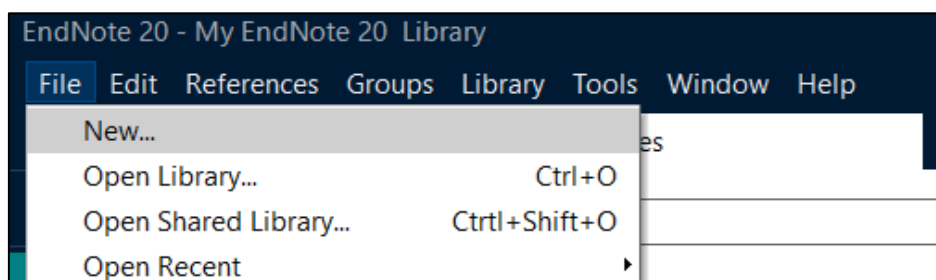 EndNote 20 - My EndNote 20 Library
File Edit References Groups Library Tools Window Help
New...
es
Open Library... Ctrl+O
Open Shared Library... Ctrtl+Shift+O
Open Recent